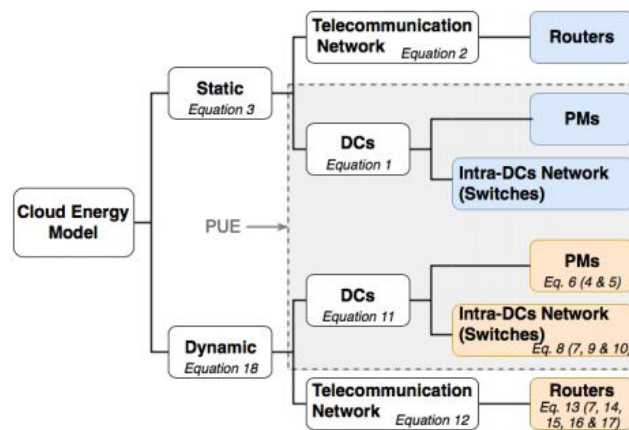 Telecommunication
Network
Equation 2
Routers
Static
Equation 3
DCs
Equation 1
PMs
Intra-DCs Network
(Switches)
Cloud Energy
Model
PUE
DCs
Equation 11
PMs
Eq. 6 (4 & 5)
Intra-DCs Network
(Switches)
Eq. 8 (7, 9 & 10)
Dynamic
Equation 18
Telecommunication
Network
Equation 12
Routers
Eq. 13 (7, 14,
15, 16 & 17)